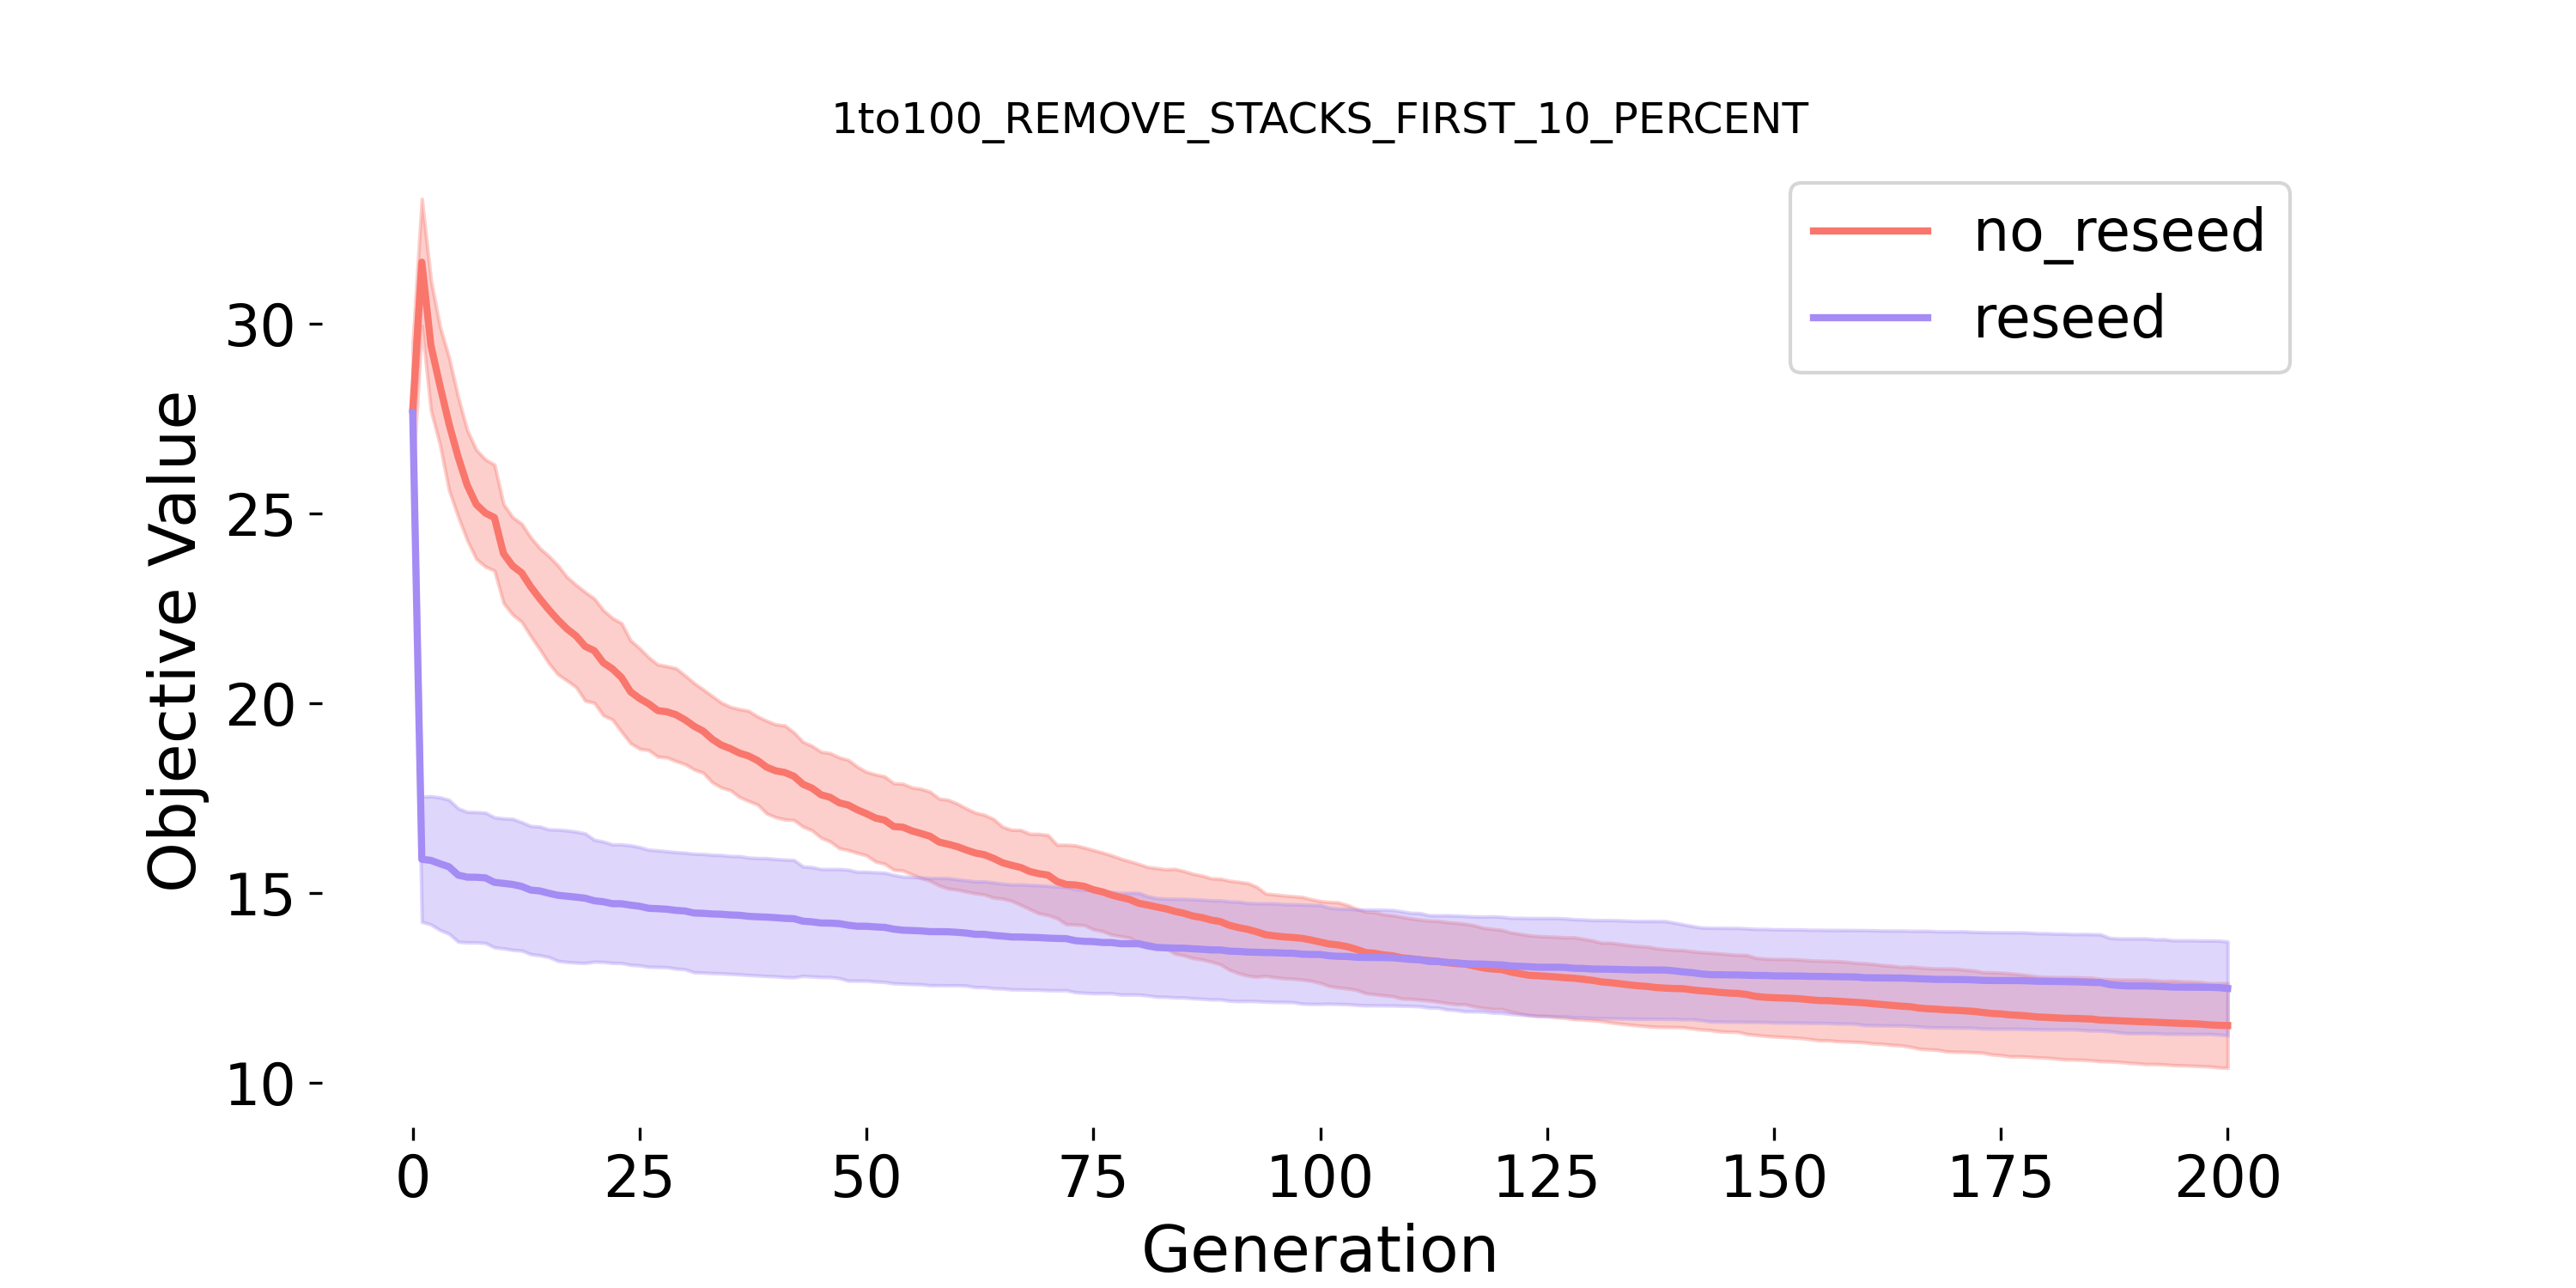 1to100_REMOVE_STACKS_FIRST_10_PERCENT
no_reseed
reseed
Objective Value
30
25
20
15
10
0 25 50 75 100 125 150 175 200
Generation